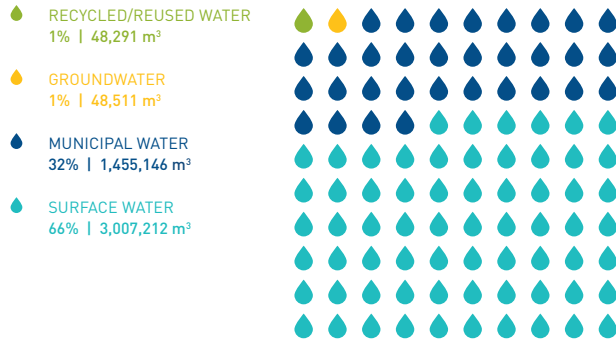 RECYCLED/REUSED WATER
1% | 48,291 m³
GROUNDWATER
1% | 48,511 m³
MUNICIPAL WATER
32% | 1,455,146 m³
SURFACE WATER
66% | 3,007,212 m³